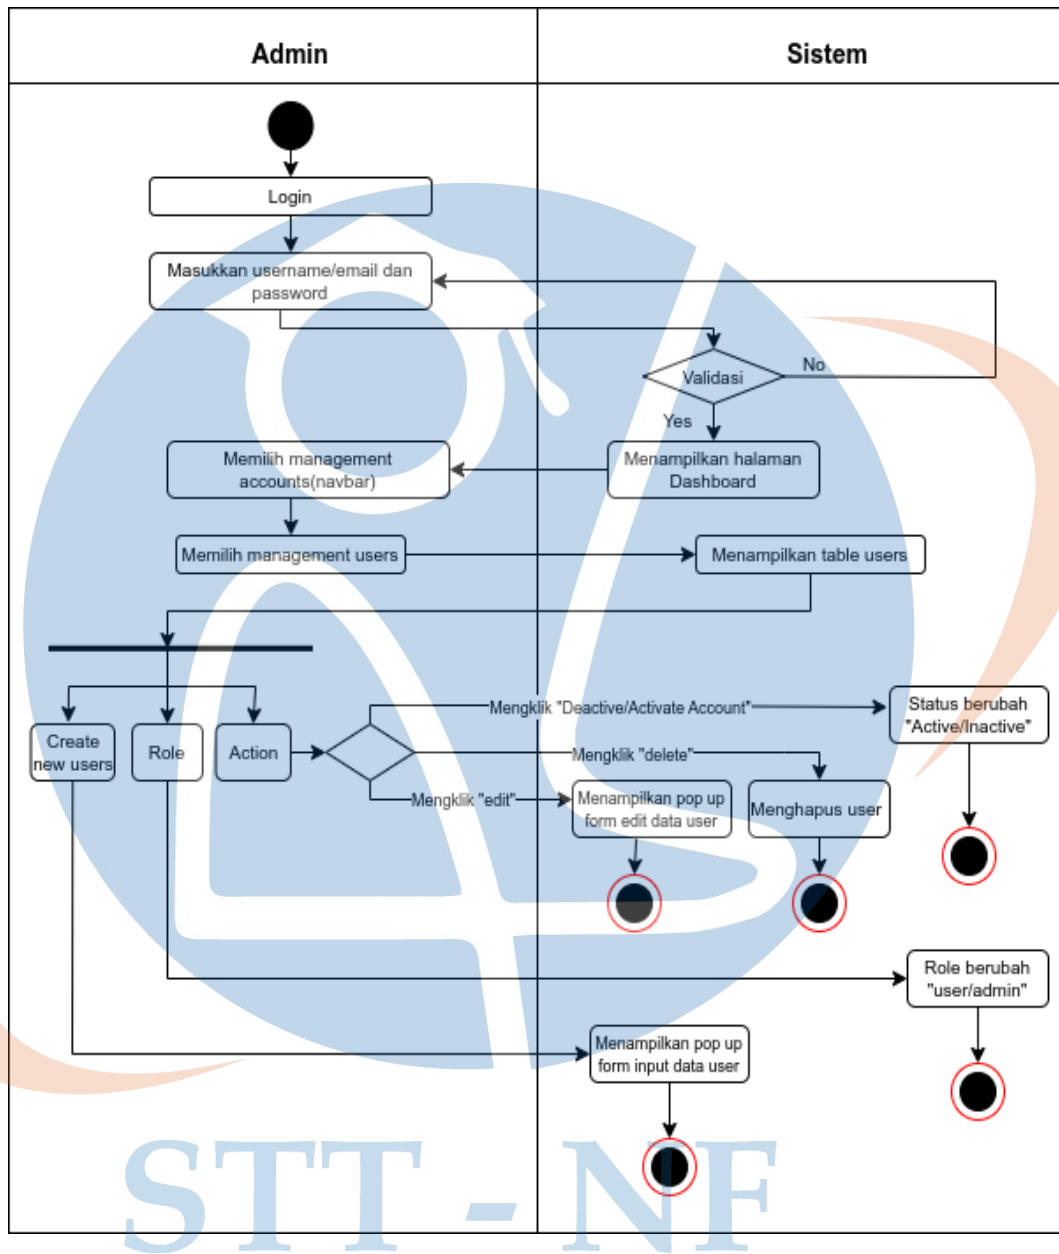 Admin
Sistem
Login
Masukkan username/email dan
password
Validasi
No
Yes
Memilih management
accounts(navbar)
Menampilkan halaman
Dashboard
Memilih management users
Menampilkan table users
Mengklik "Deactive/Activate Account"
Status berubah
"Active/Inactive"
Create
new users
Role
Action
Mengklik "delete"
Mengklik "edit"
Menampilkan pop up
form edit data user
Menghapus user
Role berubah
"user/admin"
Menampilkan pop up
form input data user
STT - NF